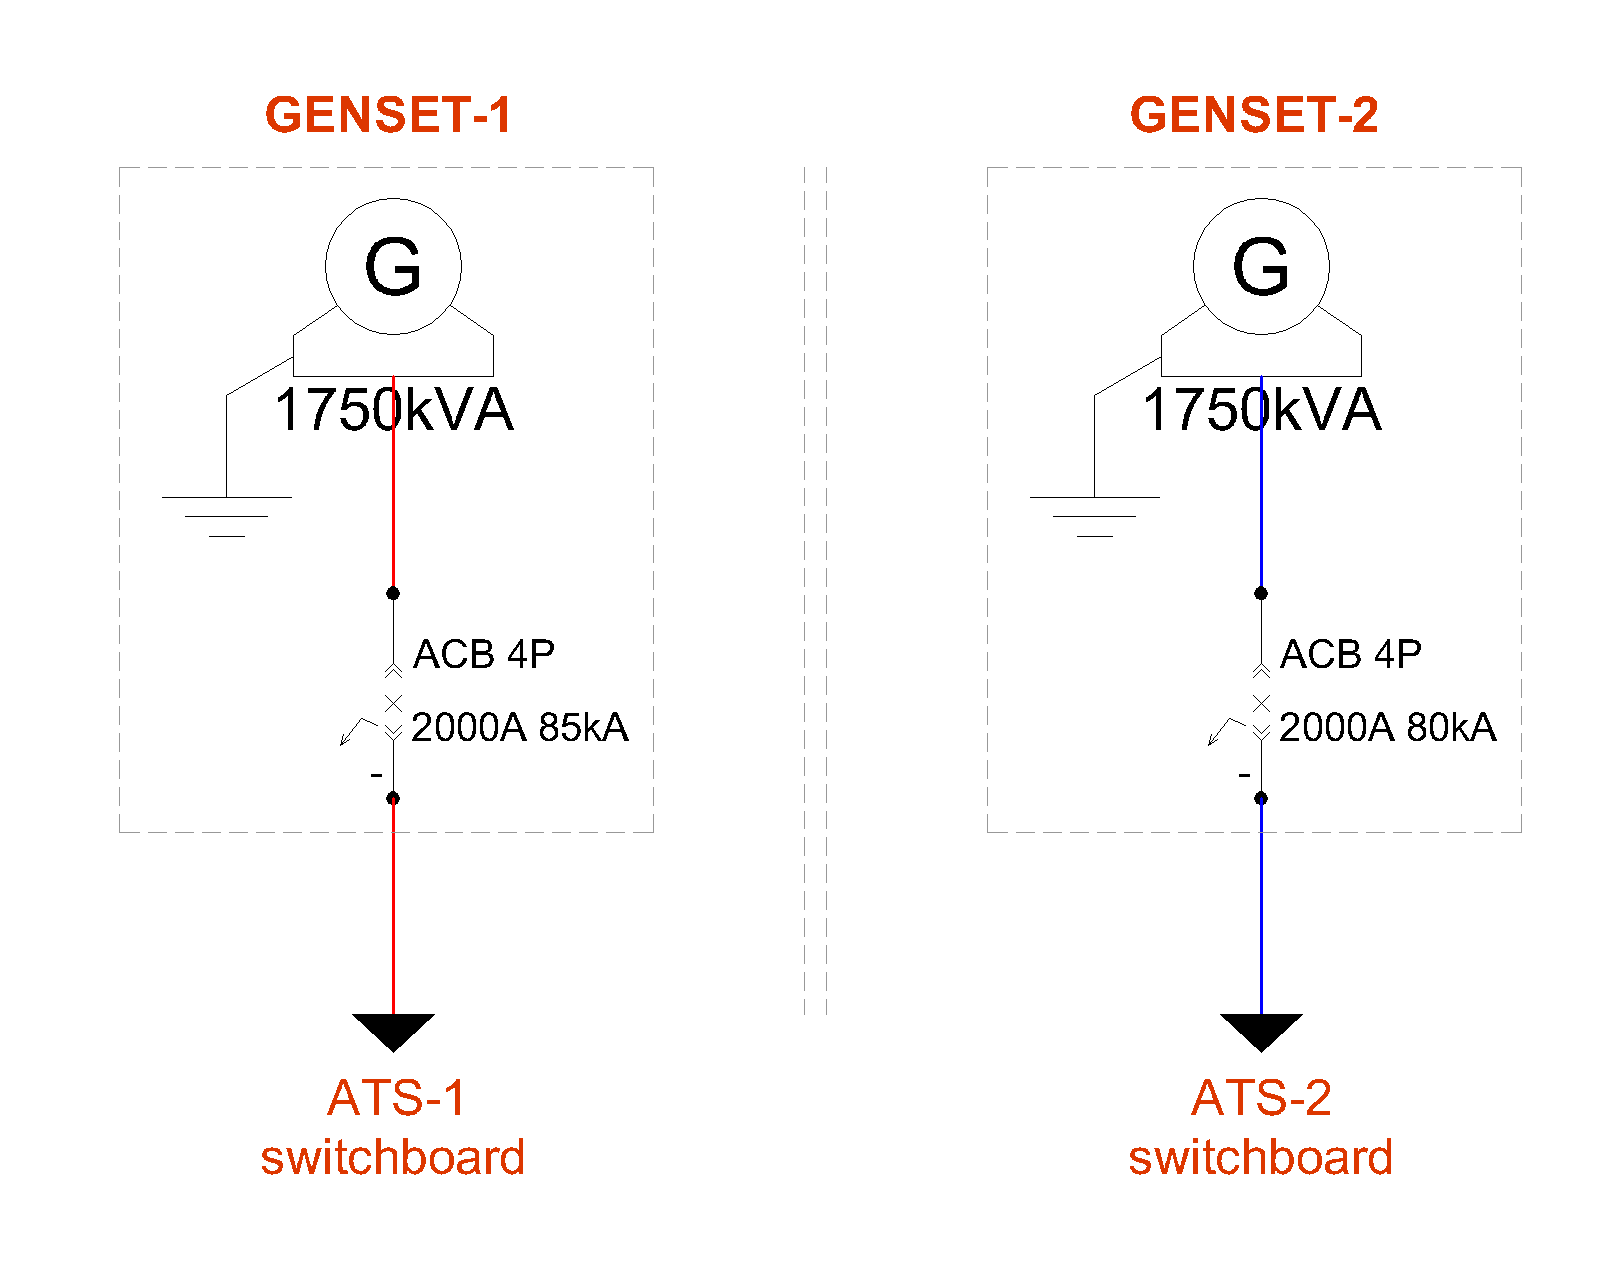 GENSET-1
G
1750kVA
ACB 4P
2000A 85kA
-
ATS-1
switchboard
GENSET-2
G
1750kVA
ACB 4P
2000A 80kA
-
ATS-2
switchboard